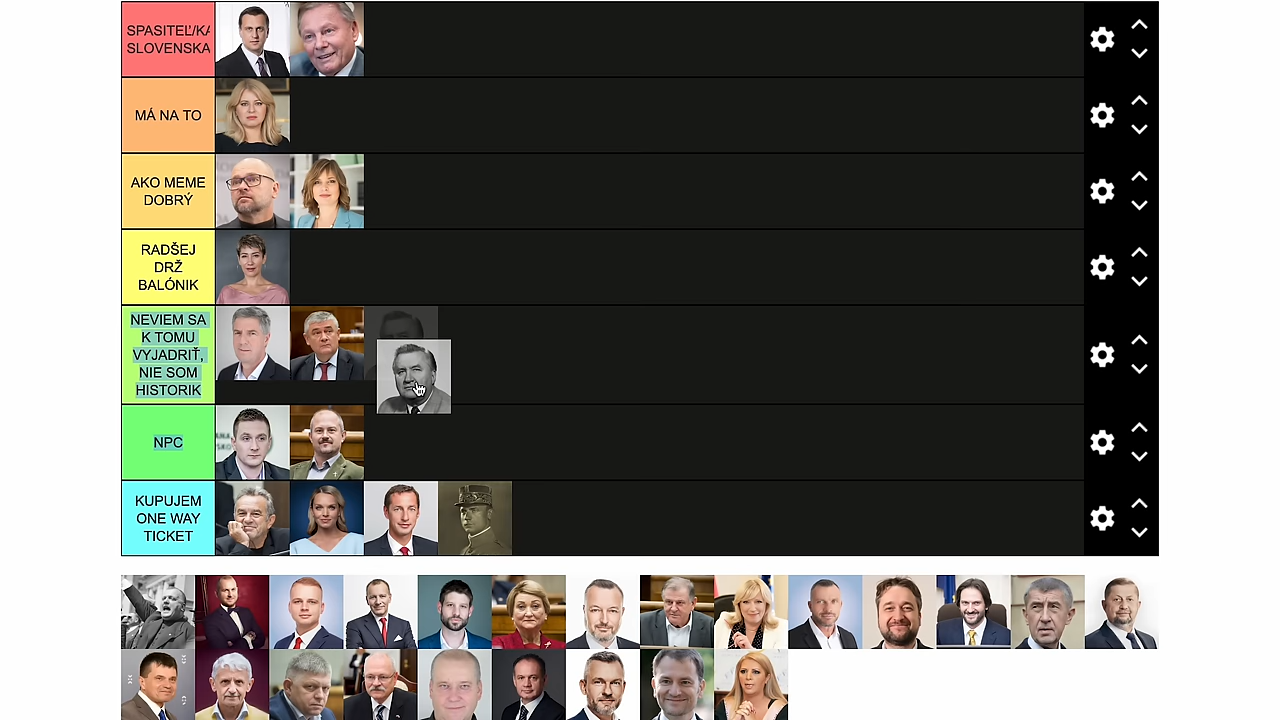 SPASITEĽ/KA
SLOVENSKA
MÁ NA TO
AKO MEME
DOBRÝ
RADŠEJ
DRŽ
BALÓNIK
NEVIEM SA
K TOMU
VYJADRIŤ,
NIE SOM
HISTORIK
NPC
KUPUJEM
ONE WAY
TICKET